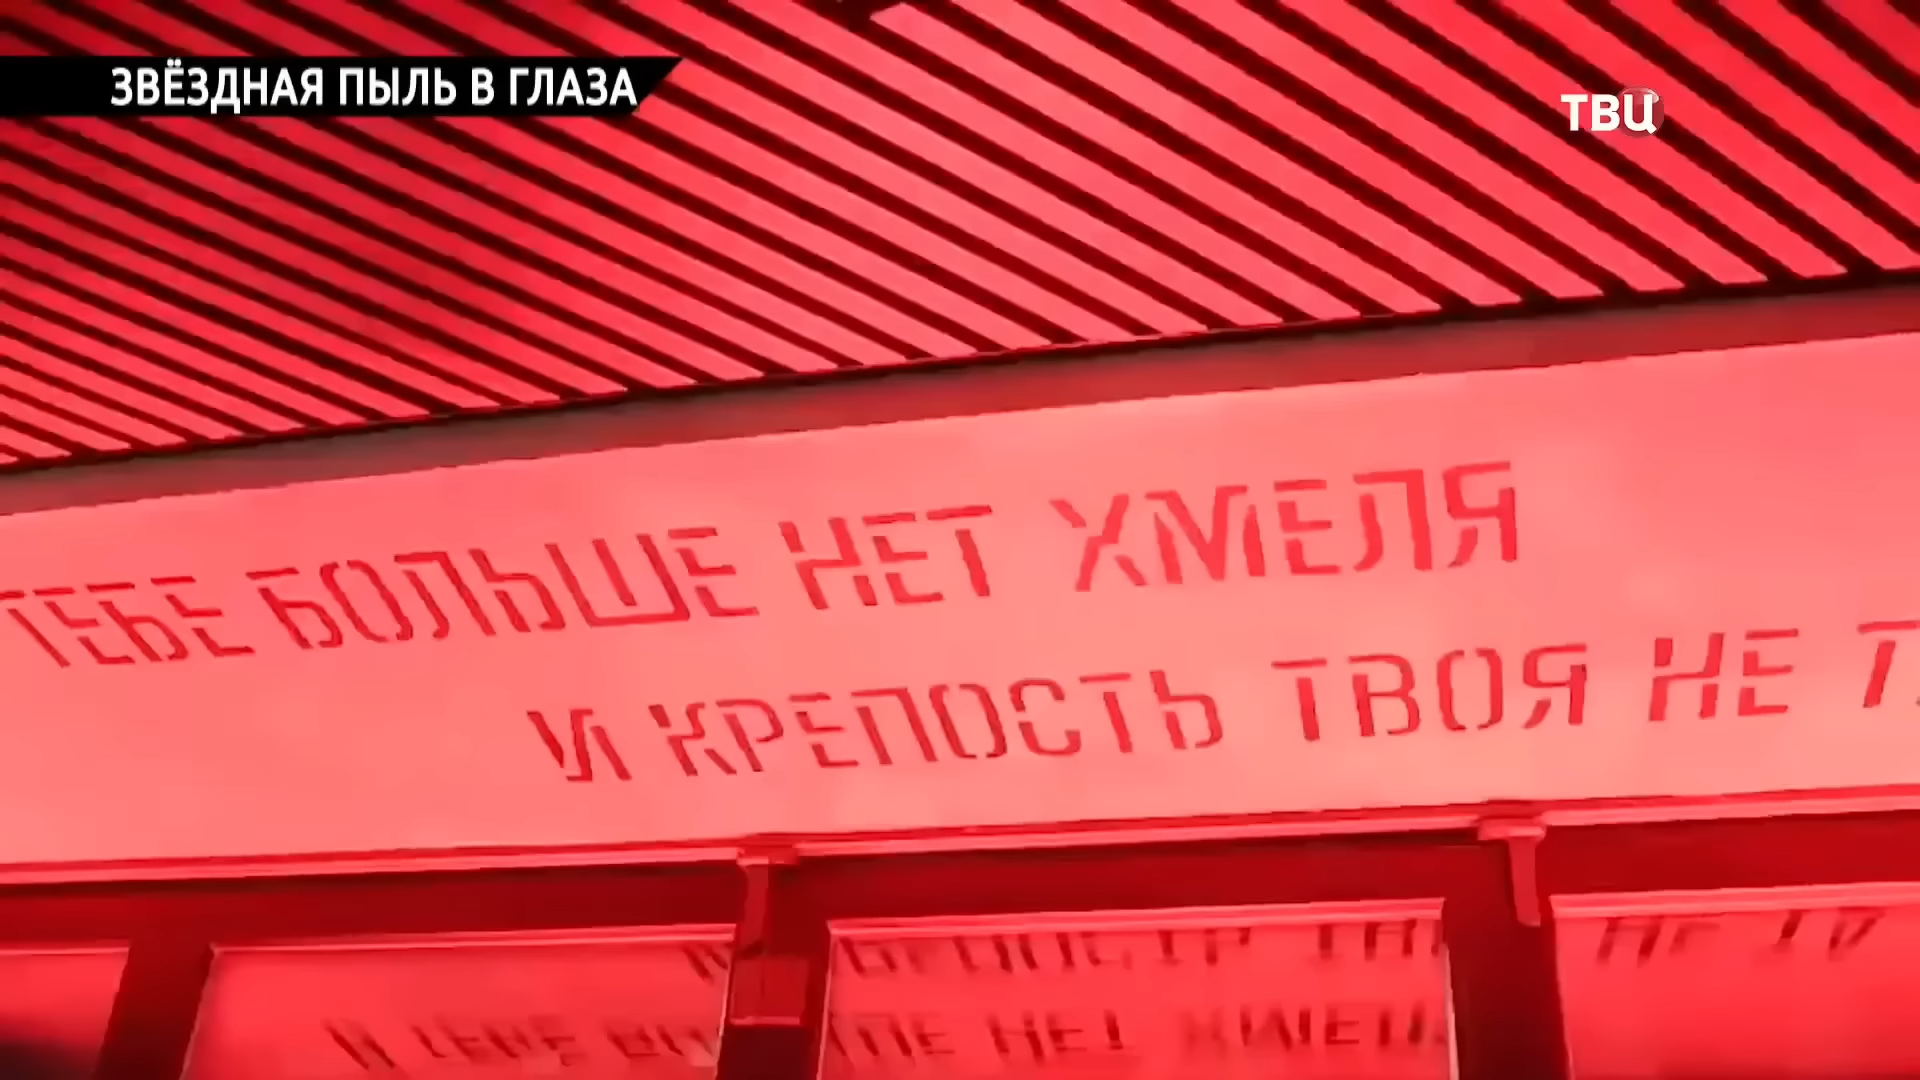 ЗВЁЗДНАЯ ПЫЛЬ В ГЛАЗА
ТВЦ
ТЕБЕ БОЛЬШЕ НЕТ ХМЕЛЯ
И КРЕПОСТЬ ТВОЯ НЕ